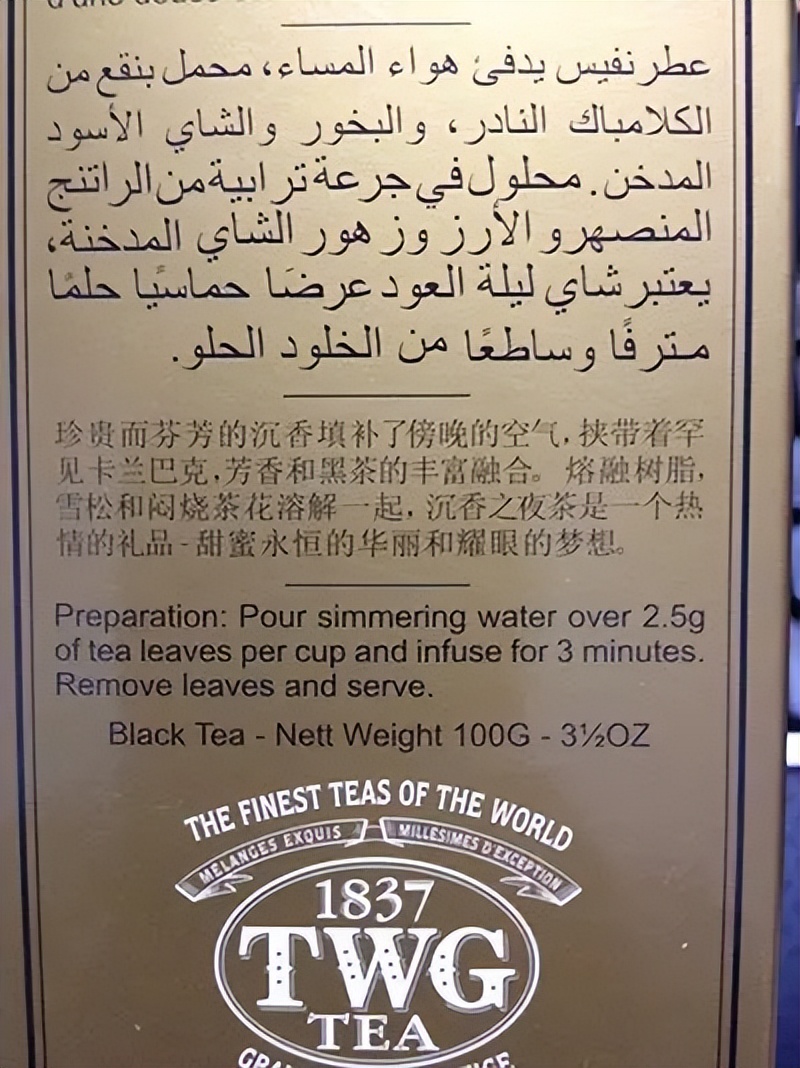 عطر نفيس يدفئ هواء المساء، محمل بنقع من
الكلامباك النادر، والبخور والشاي الأسود
المدخن. محلول في جرعة ترابية من الراتنج
المنصهر و الأرز وزهور الشاي المدخنة،
يعتبر شاي ليلة العود عرضَا حماسيًا حلمًا
مترفًا وساطعًا من الخلود الحلو.
珍贵而芬芳的沉香填补了傍晚的空气,挟带着罕
见卡兰巴克,芳香和黑茶的丰富融合。熔融树脂,
雪松和闷烧茶花溶解一起,沉香之夜茶是一个热
情的礼品-甜蜜永恒的华丽和耀眼的梦想。
Preparation: Pour simmering water over 2.5g
of tea leaves per cup and infuse for 3 minutes.
Remove leaves and serve.
Black Tea - Nett Weight 100G - 3½OZ
THE FINEST TEAS OF THE WORLD
MÉLANGES EXQUIS MILLÉSIMES D'EXCEPTION
1837
TWG
TEA